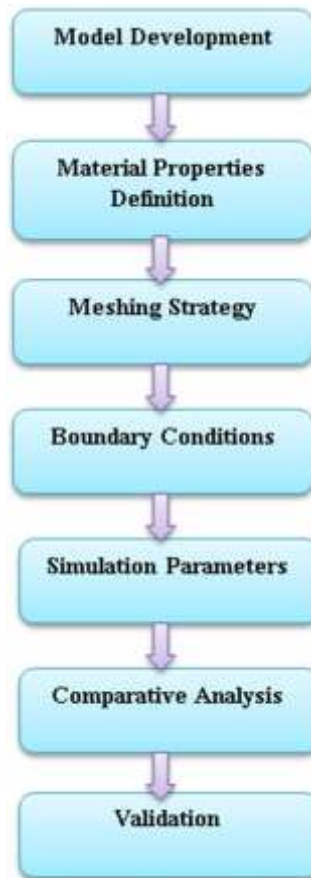 Model Development
Material Properties
Definition
Meshing Strategy
Boundary Conditions
Simulation Parameters
Comparative Analysis
Validation